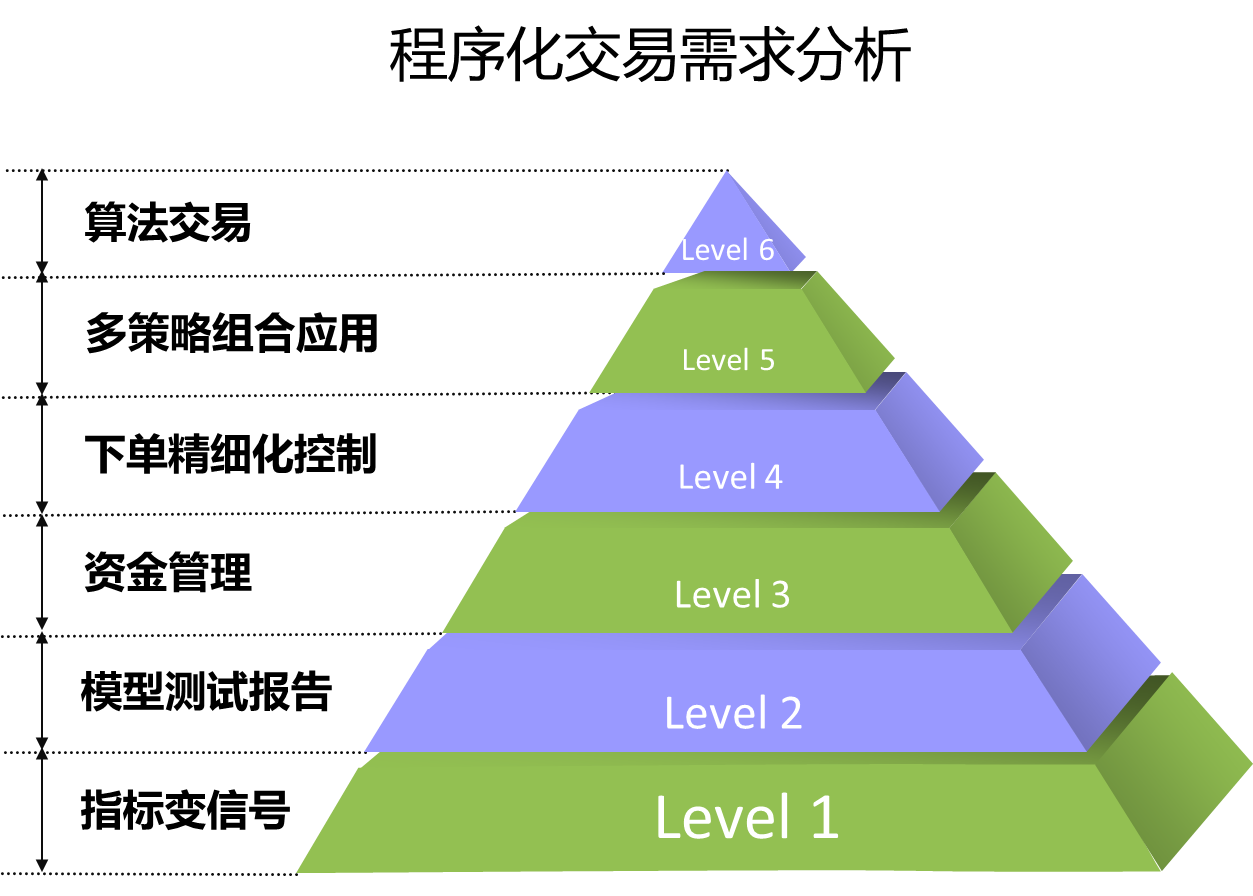 程序化交易需求分析
算法交易
Level 6
多策略组合应用
Level 5
下单精细化控制
Level 4
资金管理
Level 3
模型测试报告
Level 2
指标变信号
Level 1